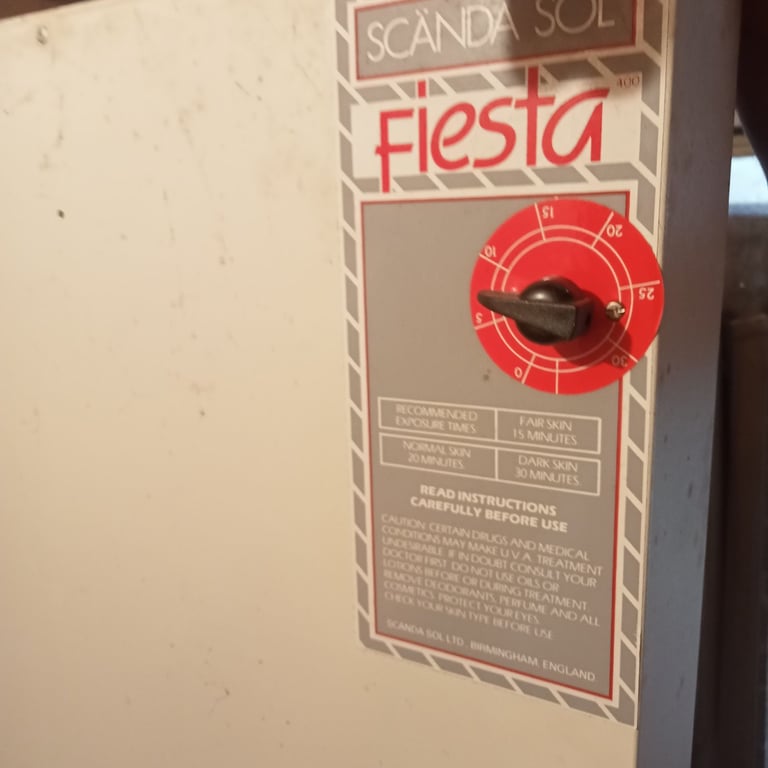 SCÄNDA SOL
Fiesta 400
15
20
10
25
5
30
0
RECOMMENDED
EXPOSURE TIMES
FAIR SKIN
15 MINUTES
NORMAL SKIN
20 MINUTES
DARK SKIN
30 MINUTES
READ INSTRUCTIONS
CAREFULLY BEFORE USE
CAUTION CERTAIN DRUGS AND MEDICAL
CONDITIONS MAY MAKE U.V.A. TREATMENT
UNDESIRABLE. IF IN DOUBT CONSULT YOUR
DOCTOR FIRST. DO NOT USE OILS OR
LOTIONS BEFORE OR DURING TREATMENT.
REMOVE DEODORANTS, PERFUME AND ALL
COSMETICS. PROTECT YOUR EYES.
CHECK YOUR SKIN TYPE BEFORE USE
SCANDA SOL LTD., BIRMINGHAM, ENGLAND